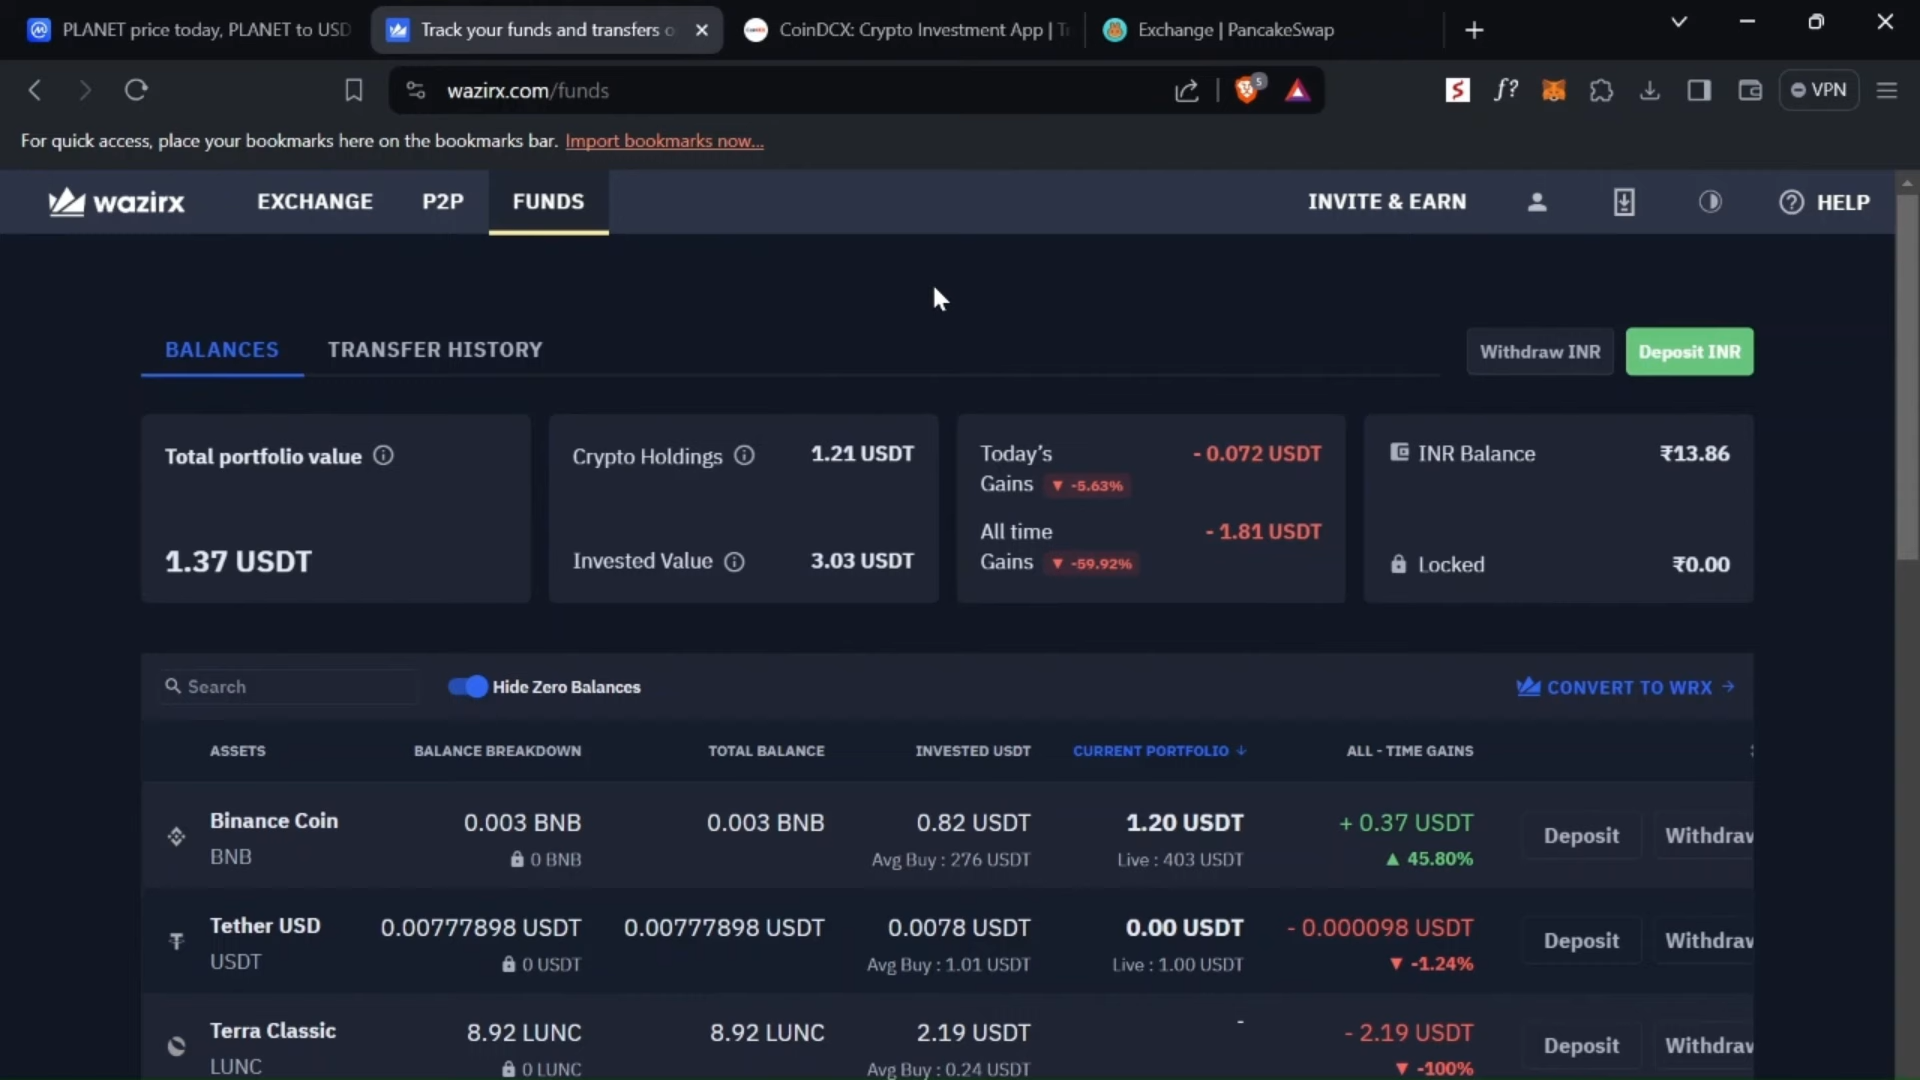 PLANET price today, PLANET to USD
Track your funds and transfers o
CoinDCX: Crypto Investment App | Tr
Exchange | PancakeSwap
wazirx.com/funds
5
VPN
For quick access, place your bookmarks here on the bookmarks bar. Import bookmarks now...
wazirx
EXCHANGE
P2P
FUNDS
INVITE & EARN
HELP
BALANCES
TRANSFER HISTORY
Withdraw INR
Deposit INR
Total portfolio value
1.37 USDT
Crypto Holdings 1.21 USDT
Invested Value 3.03 USDT
Today's Gains ▼ -5.63% - 0.072 USDT
All time Gains ▼ -59.92% - 1.81 USDT
INR Balance ₹13.86
Locked ₹0.00
Search
Hide Zero Balances
CONVERT TO WRX →
ASSETS BALANCE BREAKDOWN TOTAL BALANCE INVESTED USDT CURRENT PORTFOLIO ↓ ALL - TIME GAINS
Binance Coin 0.003 BNB 0.003 BNB 0.82 USDT 1.20 USDT + 0.37 USDT Deposit Withdraw
BNB 0 BNB Avg Buy : 276 USDT Live : 403 USDT ▲ 45.80%
Tether USD 0.00777898 USDT 0.00777898 USDT 0.0078 USDT 0.00 USDT - 0.000098 USDT Deposit Withdraw
USDT 0 USDT Avg Buy : 1.01 USDT Live : 1.00 USDT ▼ -1.24%
Terra Classic 8.92 LUNC 8.92 LUNC 2.19 USDT - - 2.19 USDT Deposit Withdraw
LUNC 0 LUNC Avg Buy : 0.24 USDT ▼ -100%